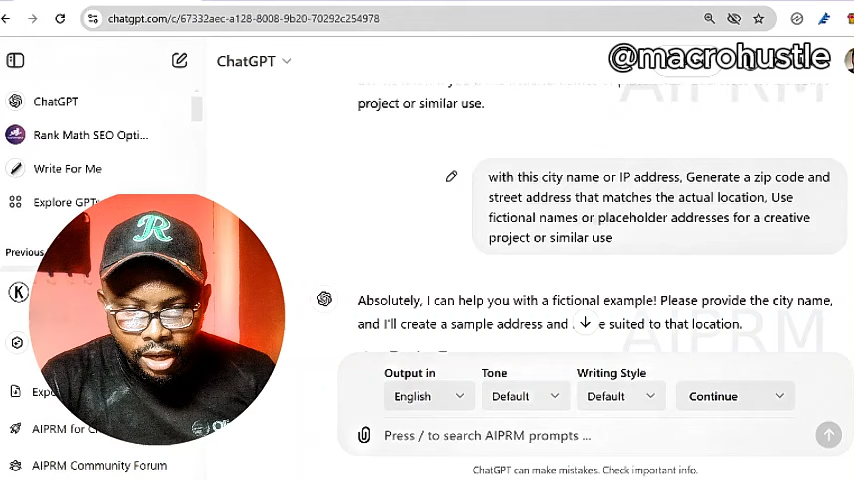 chatgpt.com/c/67332aec-a128-8008-9b20-70292c254978
@macrohustle
ChatGPT
ChatGPT
project or similar use.
Rank Math SEO Opti...
Write For Me
Explore GPTs
with this city name or IP address, Generate a zip code and
street address that matches the actual location, Use
fictional names or placeholder addresses for a creative
project or similar use
Previous
R
K
Absolutely, I can help you with a fictional example! Please provide the city name,
and I'll create a sample address and
e suited to that location.
AIPRM
AIPRM
Output in
Tone
Writing Style
English
Default
Default
Continue
Press / to search AIPRM prompts ...
AIPRM for
AIPRM Community Forum
ChatGPT can make mistakes. Check important info.